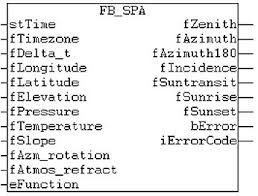 FB_SPA
stTime fZenith
fTimezone fAzimuth
fDelta_t fAzimuth180
fLongitude fIncidence
fLatitude fSuntransit
fElevation fSunrise
fPressure fSunset
fTemperature bError
fSlope iErrorCode
fAzm_rotation
fAtmos_refract
eFunction